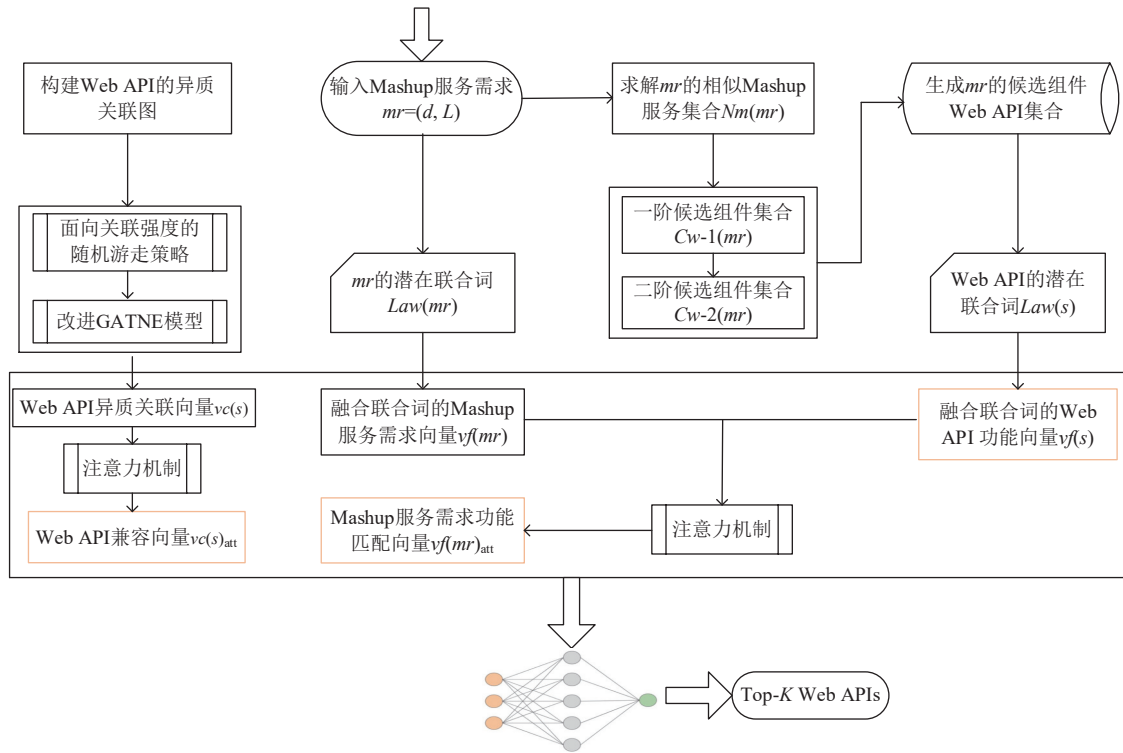 构建Web API的异质
关联图
输入Mashup服务需求
mr=(d, L)
求解mr的相似Mashup
服务集合Nm(mr)
生成mr的候选组件
Web API集合
面向关联强度的
随机游走策略
改进GATNE模型
mr的潜在联合词
Law(mr)
一阶候选组件集合
Cw-1(mr)
二阶候选组件集合
Cw-2(mr)
Web API的潜在
联合词Law(s)
Web API异质关联向量vc(s)
注意力机制
Web API兼容向量vc(s)att
融合联合词的Mashup
服务需求向量vf(mr)
融合联合词的Web
API 功能向量vf(s)
Mashup服务需求功能
匹配向量vf(mr)att
注意力机制
Top-K Web APIs